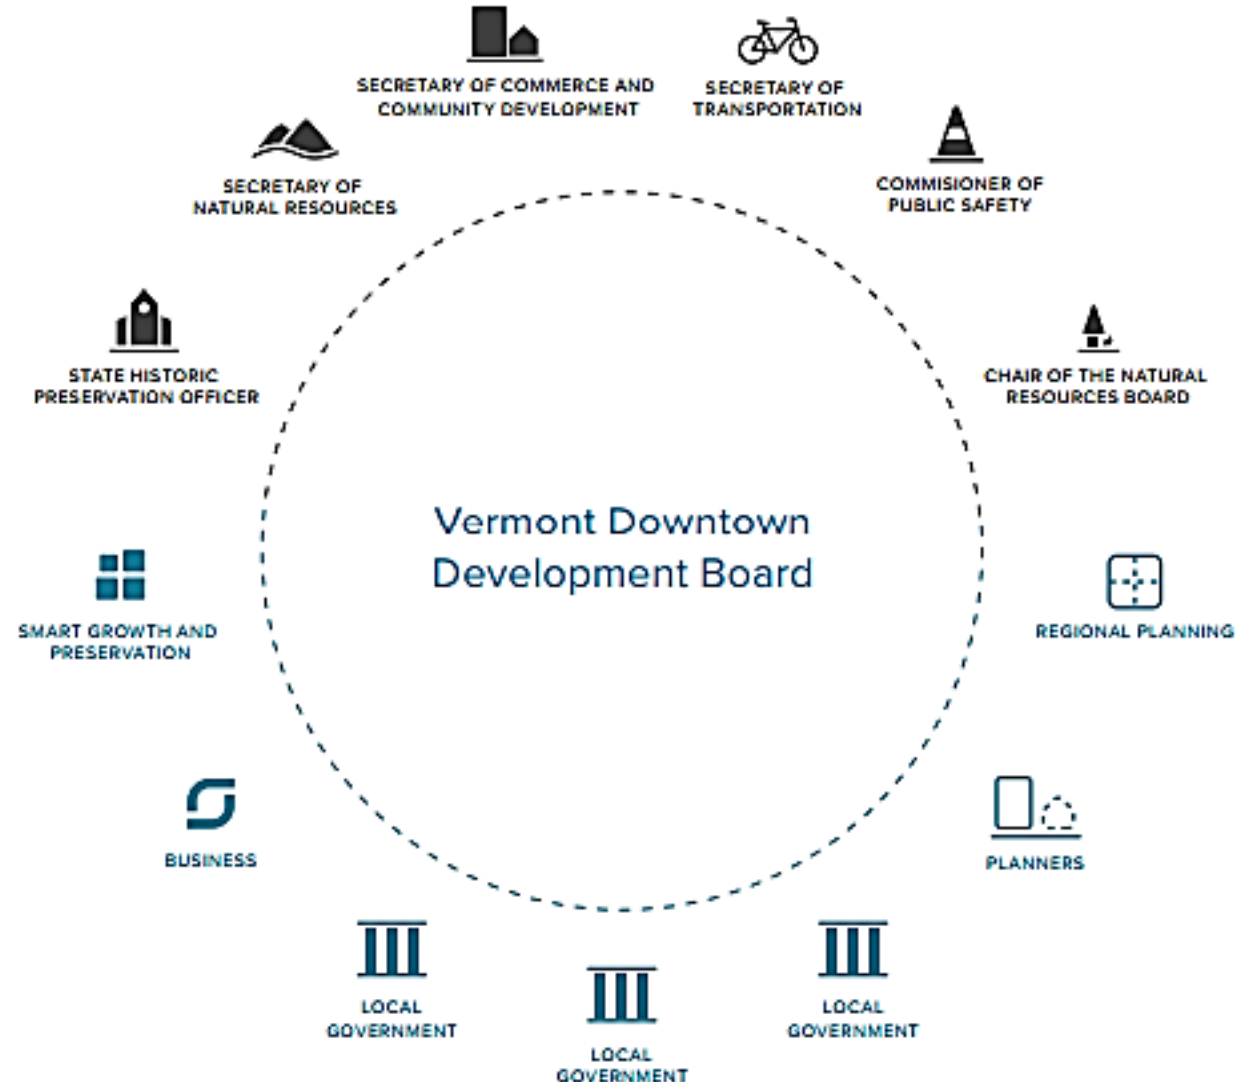 SECRETARY OF COMMERCE AND
COMMUNITY DEVELOPMENT
SECRETARY OF
TRANSPORTATION
SECRETARY OF
NATURAL RESOURCES
COMMISIONER OF
PUBLIC SAFETY
STATE HISTORIC
PRESERVATION OFFICER
CHAIR OF THE NATURAL
RESOURCES BOARD
Vermont Downtown
Development Board
SMART GROWTH AND
PRESERVATION
REGIONAL PLANNING
BUSINESS
PLANNERS
LOCAL
GOVERNMENT
LOCAL
GOVERNMENT
LOCAL
GOVERNMENT